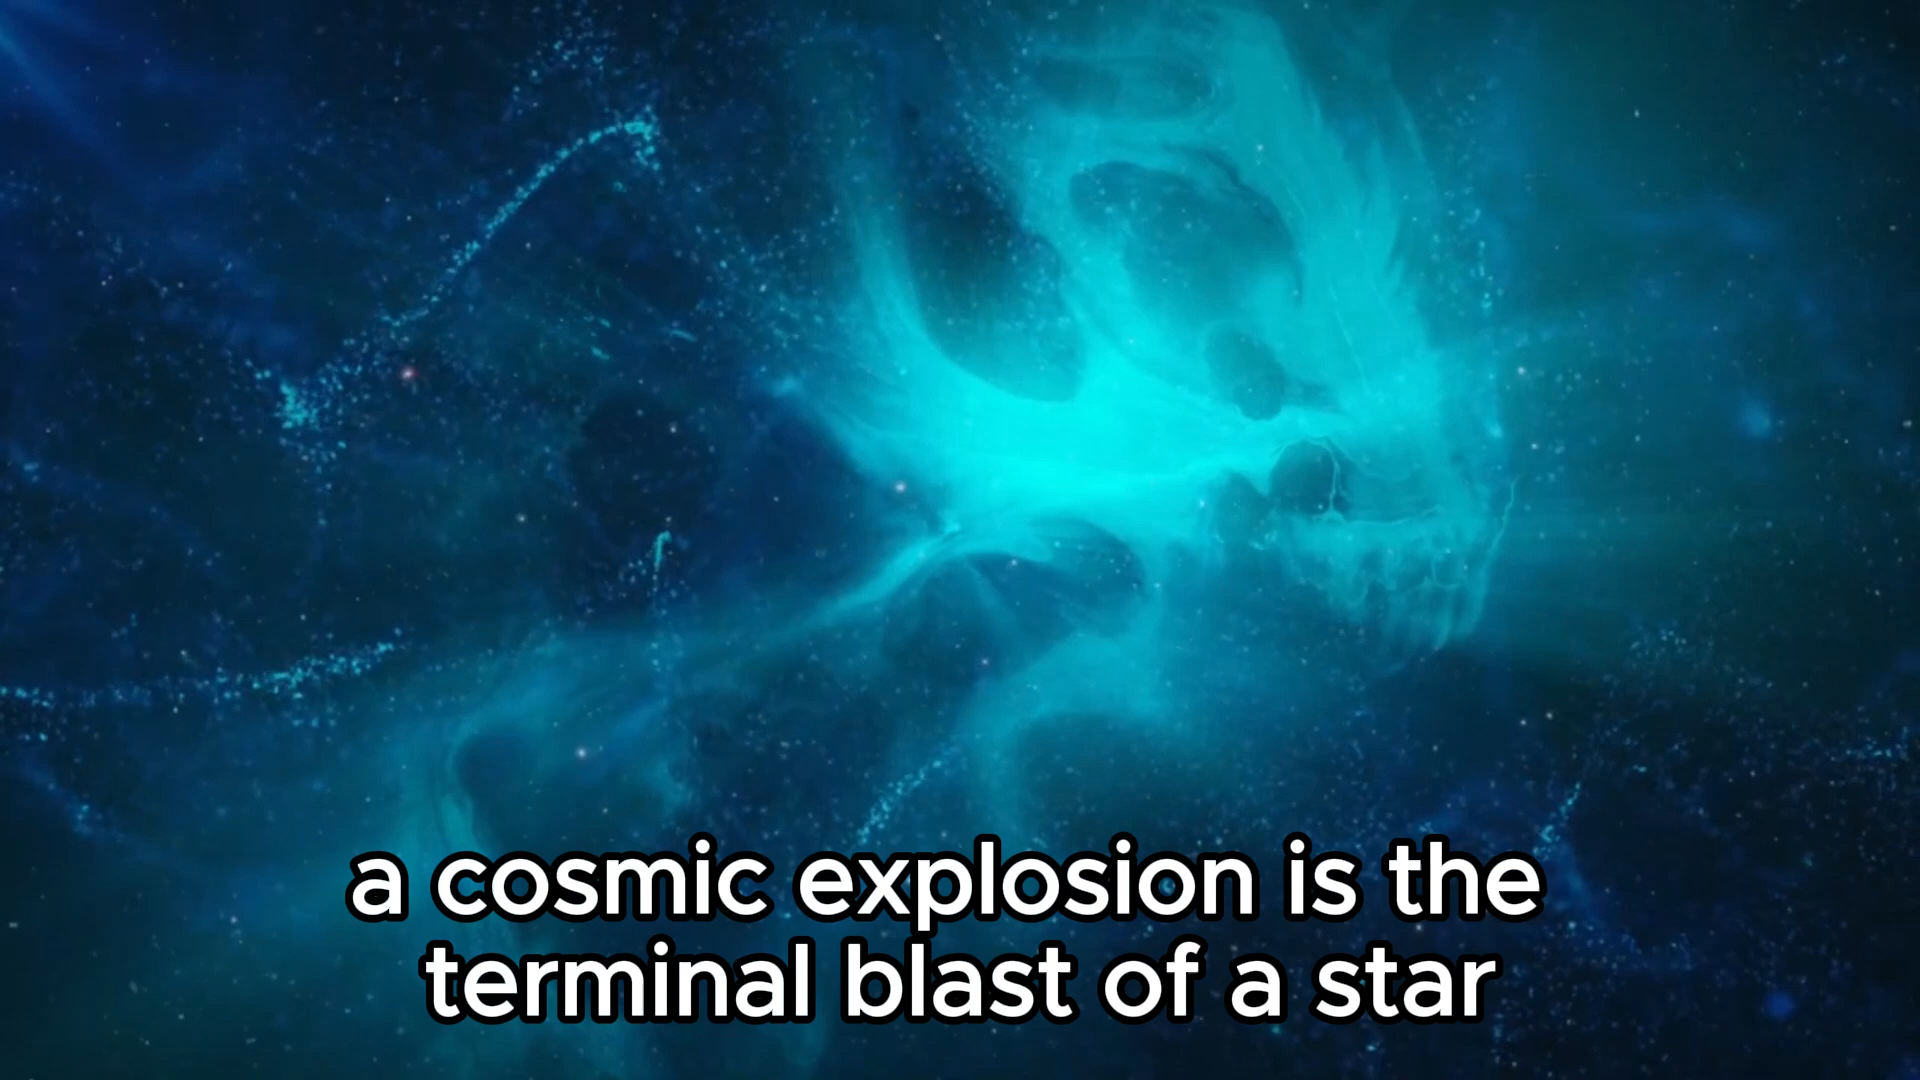 a cosmic explosion is the
terminal blast of a star